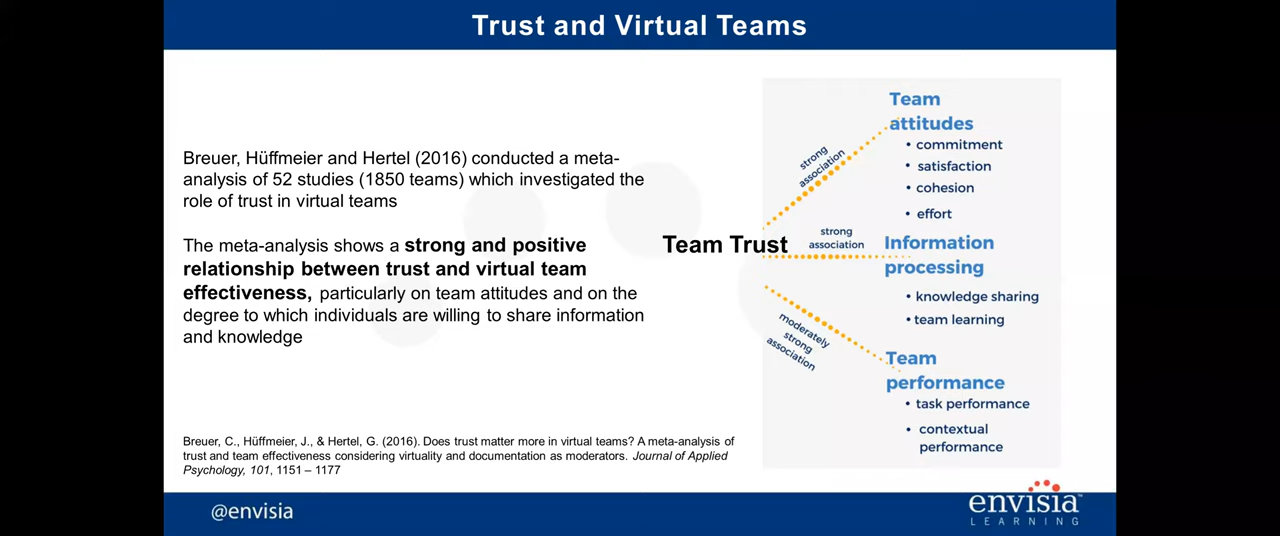 Trust and Virtual Teams
Breuer, Hüffmeier and Hertel (2016) conducted a meta-
analysis of 52 studies (1850 teams) which investigated the
role of trust in virtual teams
The meta-analysis shows a strong and positive
relationship between trust and virtual team
effectiveness, particularly on team attitudes and on the
degree to which individuals are willing to share information
and knowledge
Breuer, C., Hüffmeier, J., & Hertel, G. (2016). Does trust matter more in virtual teams? A meta-analysis of
trust and team effectiveness considering virtuality and documentation as moderators. Journal of Applied
Psychology, 101, 1151 – 1177
Team Trust
strong
association
Team
attitudes
• commitment
• satisfaction
• cohesion
• effort
strong
association
Information
processing
• knowledge sharing
• team learning
moderately
strong
association
Team
performance
• task performance
• contextual
performance
@envisia
envisia™
LEARNING